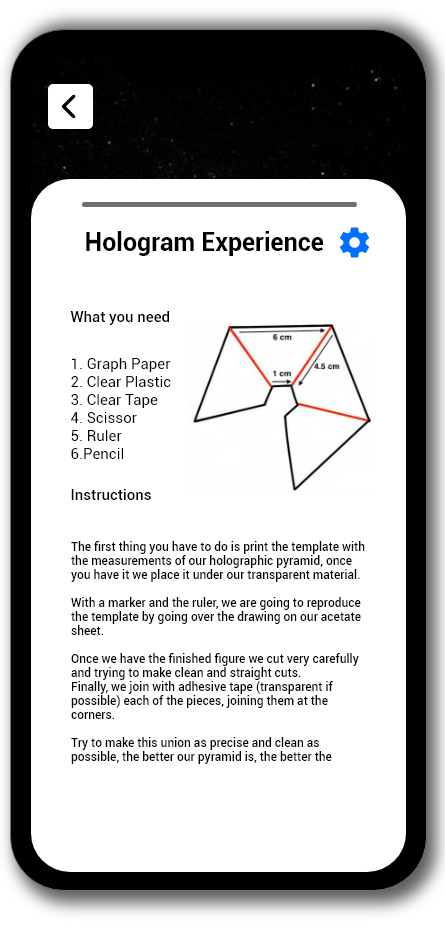 Hologram Experience
What you need
1. Graph Paper
2. Clear Plastic
3. Clear Tape
4. Scissor
5. Ruler
6.Pencil
6 cm
4.5 cm
1 cm
Instructions
The first thing you have to do is print the template with
the measurements of our holographic pyramid, once
you have it we place it under our transparent material.
With a marker and the ruler, we are going to reproduce
the template by going over the drawing on our acetate
sheet.
Once we have the finished figure we cut very carefully
and trying to make clean and straight cuts.
Finally, we join with adhesive tape (transparent if
possible) each of the pieces, joining them at the
corners.
Try to make this union as precise and clean as
possible, the better our pyramid is, the better the